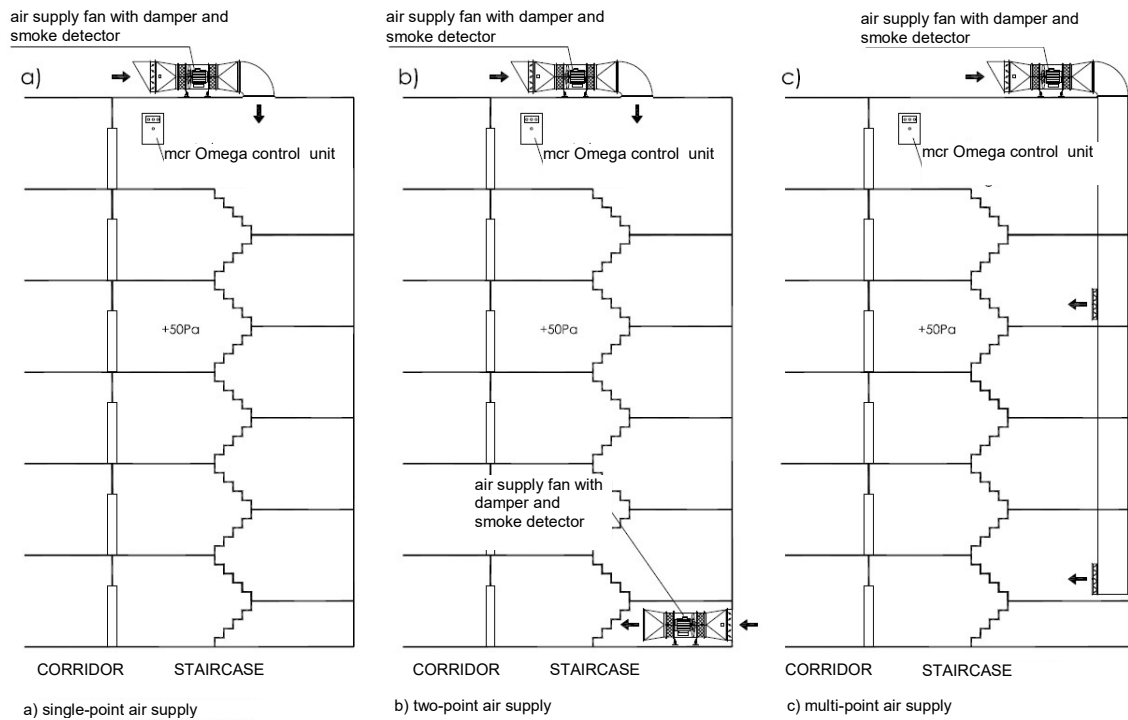 air supply fan with damper and
smoke detector
a)
mcr Omega control unit
+50Pa
CORRIDOR
STAIRCASE
a) single-point air supply
air supply fan with damper and
smoke detector
b)
mcr Omega control unit
+50Pa
air supply fan with
damper and
smoke detector
CORRIDOR
STAIRCASE
b) two-point air supply
air supply fan with damper and
smoke detector
c)
mcr Omega control unit
+50Pa
CORRIDOR
STAIRCASE
c) multi-point air supply